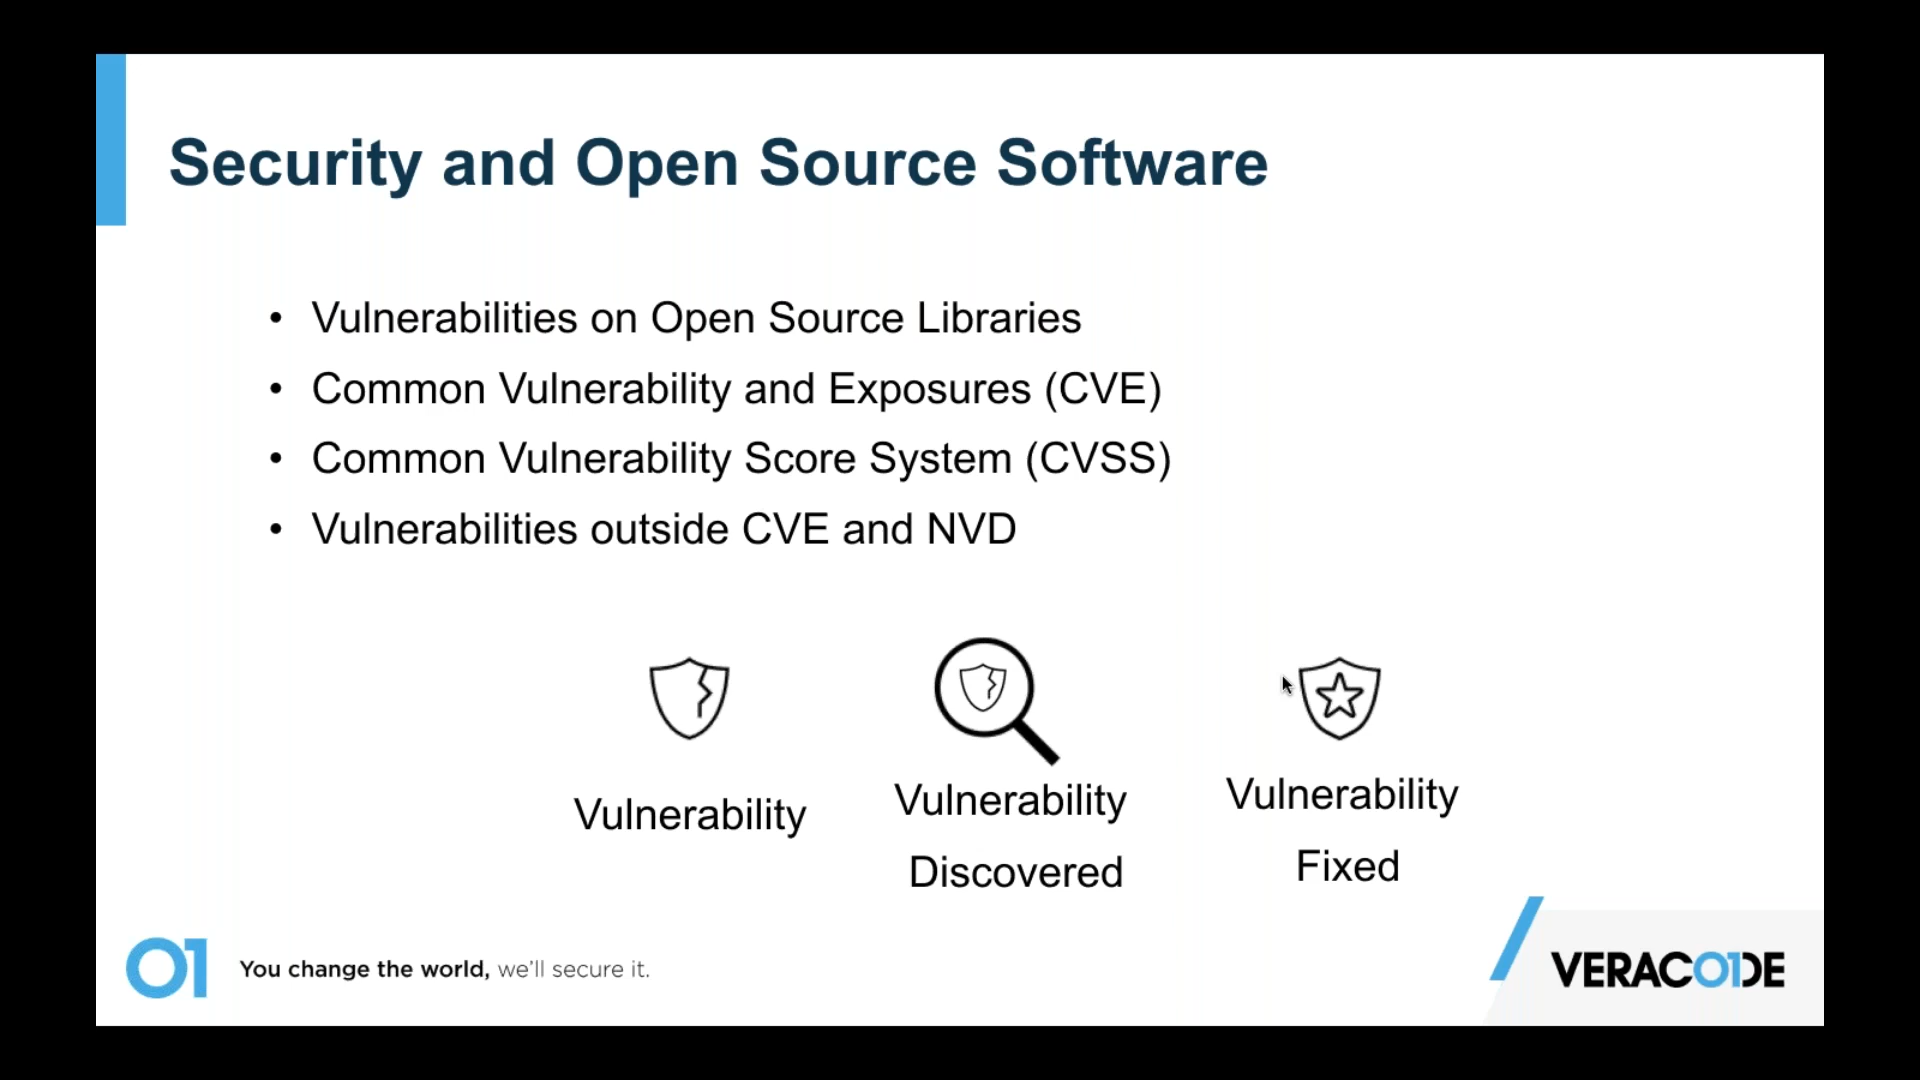 Security and Open Source Software
• Vulnerabilities on Open Source Libraries
• Common Vulnerability and Exposures (CVE)
• Common Vulnerability Score System (CVSS)
• Vulnerabilities outside CVE and NVD
Vulnerability
Vulnerability
Discovered
Vulnerability
Fixed
01 You change the world, we'll secure it.
VERACODE